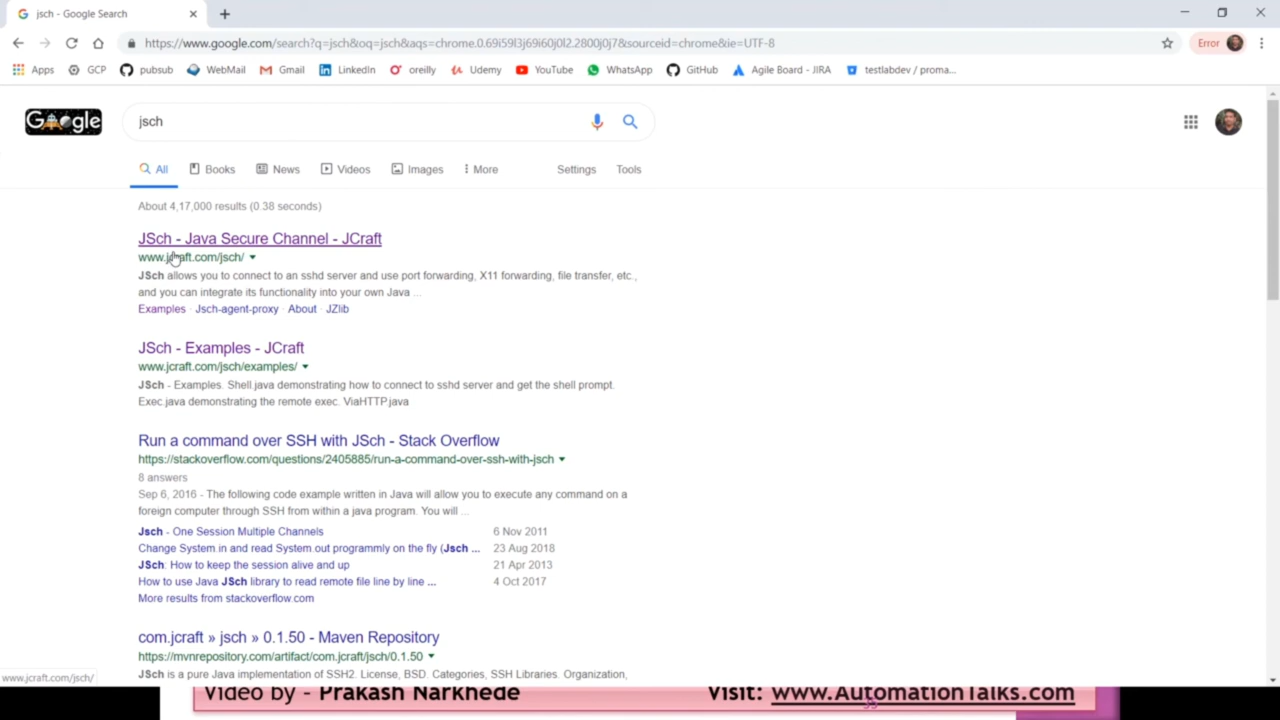 jsch - Google Search
https://www.google.com/search?q=jsch&oq=jsch&aqs=chrome.0.69i59l3j69i60j0l2.2800j0j7&sourceid=chrome&ie=UTF-8
Error
Apps GCP pubsub WebMail Gmail LinkedIn oreilly Udemy YouTube WhatsApp GitHub Agile Board - JIRA testlabdev / proma...
Google
jsch
All Books News Videos Images More Settings Tools
About 4,17,000 results (0.38 seconds)
JSch - Java Secure Channel - JCraft
www.jcraft.com/jsch/
JSch allows you to connect to an sshd server and use port forwarding, X11 forwarding, file transfer, etc.,
and you can integrate its functionality into your own Java ...
Examples · Jsch-agent-proxy · About · JZlib
JSch - Examples - JCraft
www.jcraft.com/jsch/examples/
JSch - Examples. Shell.java demonstrating how to connect to sshd server and get the shell prompt.
Exec.java demonstrating the remote exec. ViaHTTP.java
Run a command over SSH with JSch - Stack Overflow
https://stackoverflow.com/questions/2405885/run-a-command-over-ssh-with-jsch
8 answers
Sep 6, 2016 - The following code example written in Java will allow you to execute any command on a
foreign computer through SSH from within a java program. You will ...
Jsch - One Session Multiple Channels 6 Nov 2011
Change System.in and read System.out programmly on the fly (Jsch ... 23 Aug 2018
JSch: How to keep the session alive and up 21 Apr 2013
How to use Java JSch library to read remote file line by line ... 4 Oct 2017
More results from stackoverflow.com
com.jcraft » jsch » 0.1.50 - Maven Repository
https://mvnrepository.com/artifact/com.jcraft/jsch/0.1.50
JSch is a pure Java implementation of SSH2. License, BSD. Categories, SSH Libraries. Organization,
www.jcraft.com/jsch/
Video by - Prakash Narkhede Visit: www.AutomationTalks.com